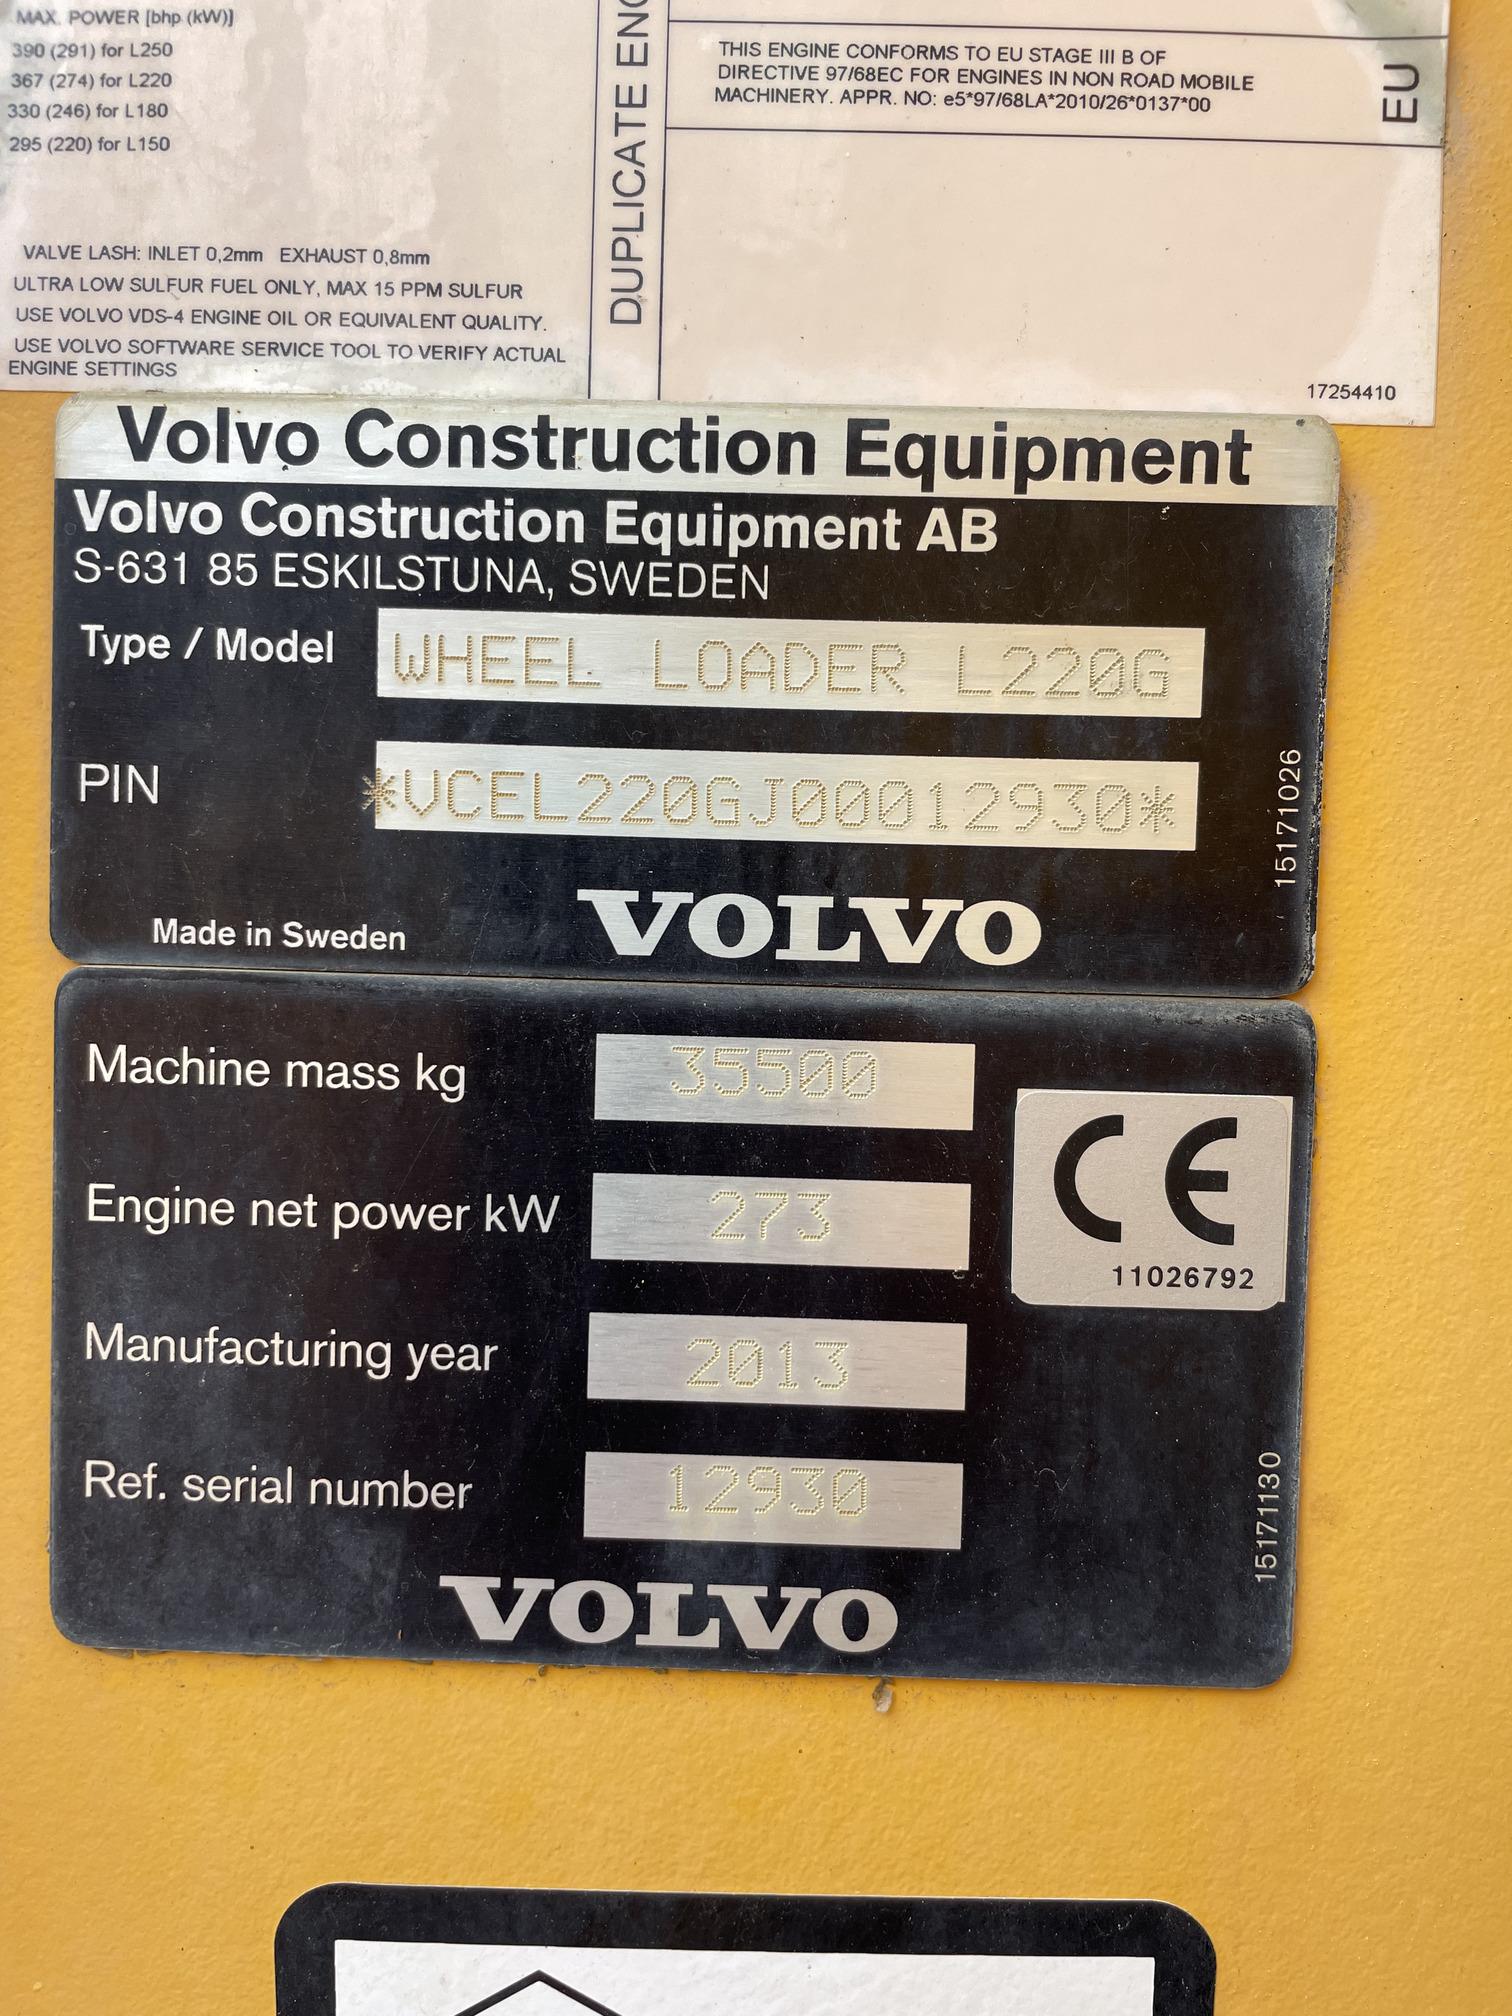 MAX. POWER [bhp (kW)]
390 (291) for L250
367 (274) for L220
330 (246) for L180
295 (220) for L150
VALVE LASH: INLET 0,2mm EXHAUST 0,8mm
ULTRA LOW SULFUR FUEL ONLY, MAX 15 PPM SULFUR
USE VOLVO VDS-4 ENGINE OIL OR EQUIVALENT QUALITY.
USE VOLVO SOFTWARE SERVICE TOOL TO VERIFY ACTUAL
ENGINE SETTINGS
DUPLICATE
THIS ENGINE CONFORMS TO EU STAGE III B OF
DIRECTIVE 97/68EC FOR ENGINES IN NON ROAD MOBILE
MACHINERY. APPR. NO: e5*97/68LA*2010/26*0137*00
EU
17254410
Volvo Construction Equipment
Volvo Construction Equipment AB
S-631 85 ESKILSTUNA, SWEDEN
Type / Model WHEEL LOADER L220G
PIN *VCEL220GJ00012930*
15171026
Made in Sweden
VOLVO
Machine mass kg 35500
Engine net power kW 273
CE
11026792
Manufacturing year 2013
Ref. serial number 12930
15171130
VOLVO